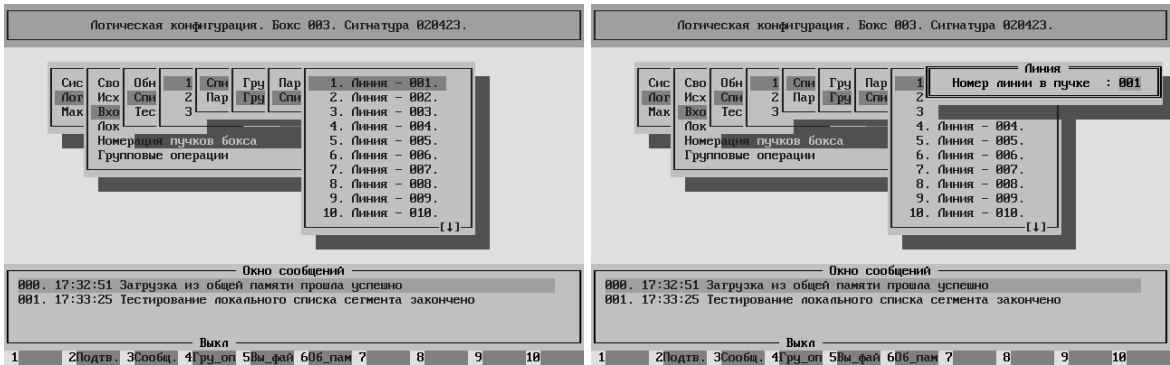 Логическая конфигурация. Бокс 003. Сигнатура 020423.
Сис Сво Обн 1 Спи Гру Пар 1. Линия - 001.
Лог Исх Спи 2 Пар Гру Спи 2. Линия - 002.
Мак Вхо Тес 3 3. Линия - 003.
Лок 4. Линия - 004.
Номерация пучков бокса 5. Линия - 005.
Групповые операции 6. Линия - 006.
7. Линия - 007.
8. Линия - 008.
9. Линия - 009.
10. Линия - 010.
[↓]
Окно сообщений
000. 17:32:51 Загрузка из общей памяти прошла успешно
001. 17:33:25 Тестирование локального списка сегмента закончено
Выкл
1 2Подтв. 3Сообщ. 4Гру_оп 5Вы_фай 6Об_пам 7 8 9 10
Логическая конфигурация. Бокс 003. Сигнатура 020423.
Линия
Сис Сво Обн 1 Спи Гру Пар 1 Номер линии в пучке : 001
Лог Исх Спи 2 Пар Гру Спи 2
Мак Вхо Тес 3 3
Лок 4. Линия - 004.
Номерация пучков бокса 5. Линия - 005.
Групповые операции 6. Линия - 006.
7. Линия - 007.
8. Линия - 008.
9. Линия - 009.
10. Линия - 010.
[↓]
Окно сообщений
000. 17:32:51 Загрузка из общей памяти прошла успешно
001. 17:33:25 Тестирование локального списка сегмента закончено
Выкл
1 2Подтв. 3Сообщ. 4Гру_оп 5Вы_фай 6Об_пам 7 8 9 10